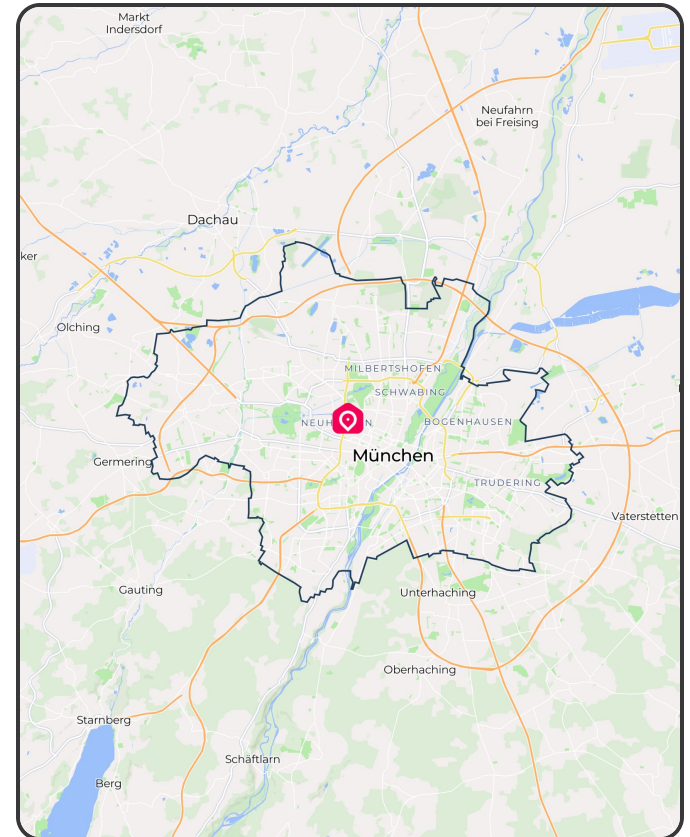 Markt
Indersdorf
Neufahrn
bei Freising
Dachau
ker
Olching
MILBERTSHOFEN
SCHWABING
NEUH
N
BOGENHAUSEN
München
Germering
TRUDERING
Vaterstetten
Gauting
Unterhaching
Oberhaching
Starnberg
Schäftlarn
Berg